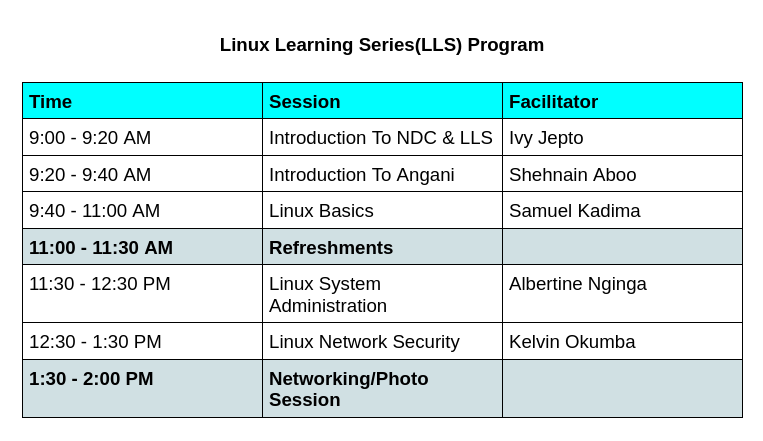 Linux Learning Series(LLS) Program
Time Session Facilitator
9:00 - 9:20 AM Introduction To NDC & LLS Ivy Jepto
9:20 - 9:40 AM Introduction To Angani Shehnain Aboo
9:40 - 11:00 AM Linux Basics Samuel Kadima
11:00 - 11:30 AM Refreshments
11:30 - 12:30 PM Linux System Albertine Nginga
Administration
12:30 - 1:30 PM Linux Network Security Kelvin Okumba
1:30 - 2:00 PM Networking/Photo
Session